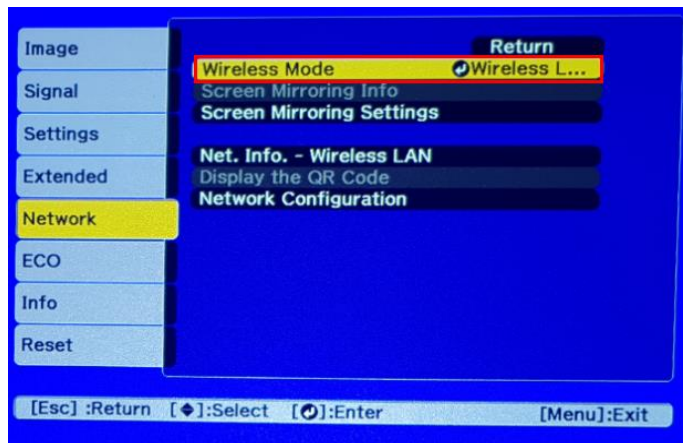 Image
Signal
Settings
Extended
Network
ECO
Info
Reset
Return
Wireless Mode Wireless L...
Screen Mirroring Info
Screen Mirroring Settings
Net. Info. - Wireless LAN
Display the QR Code
Network Configuration
[Esc] :Return [◆]:Select [↵]:Enter [Menu]:Exit